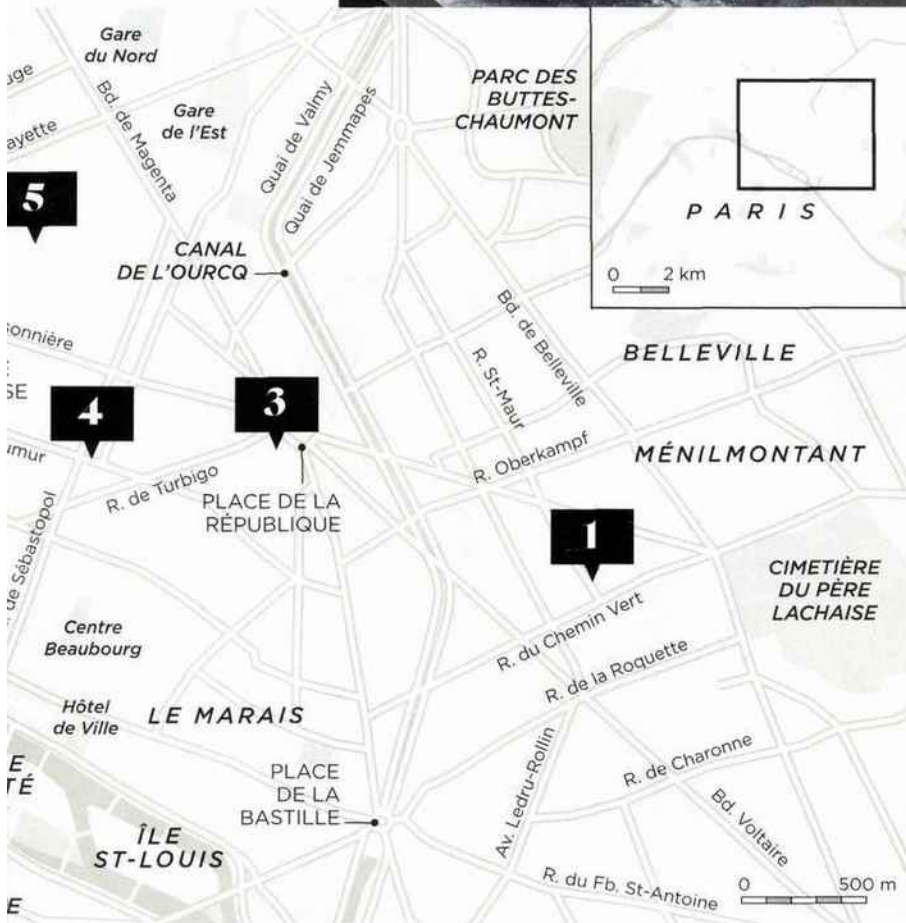 Gare
du Nord
Bd. de Magenta
Gare
de l'Est
Quai de Valmy
Quai de Jemmapes
PARC DES
BUTTES-
CHAUMONT
PARIS
0 2 km
5
CANAL
DE L'OURCQ
Bd. de Belleville
R. St-Maur
BELLEVILLE
4
3
R. de Turbigo
PLACE DE LA
RÉPUBLIQUE
R. Oberkampf
MÉNILMONTANT
1
CIMETIÈRE
DU PÈRE
LACHAISE
de Sébastopol
Centre
Beaubourg
R. du Chemin Vert
R. de la Roquette
Hôtel
de Ville
LE MARAIS
PLACE
DE LA
BASTILLE
Av. Ledru-Rollin
R. de Charonne
Bd. Voltaire
ÎLE
ST-LOUIS
R. du Fb. St-Antoine
0 500 m